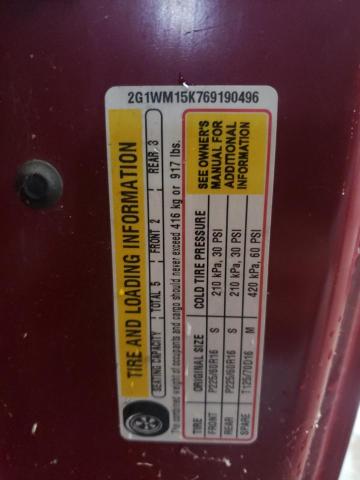 2G1WM15K769190496
TIRE AND LOADING INFORMATION
SEATING CAPACITY TOTAL 5 FRONT 2 REAR 3
The combined weight of occupants and cargo should never exceed 416 kg or 917 lbs.
TIRE ORIGINAL SIZE COLD TIRE PRESSURE
FRONT P225/60R16 S 210 kPa, 30 PSI
REAR P225/60R16 S 210 kPa, 30 PSI
SPARE T125/70D16 M 420 kPa, 60 PSI
SEE OWNER'S
MANUAL FOR
ADDITIONAL
INFORMATION